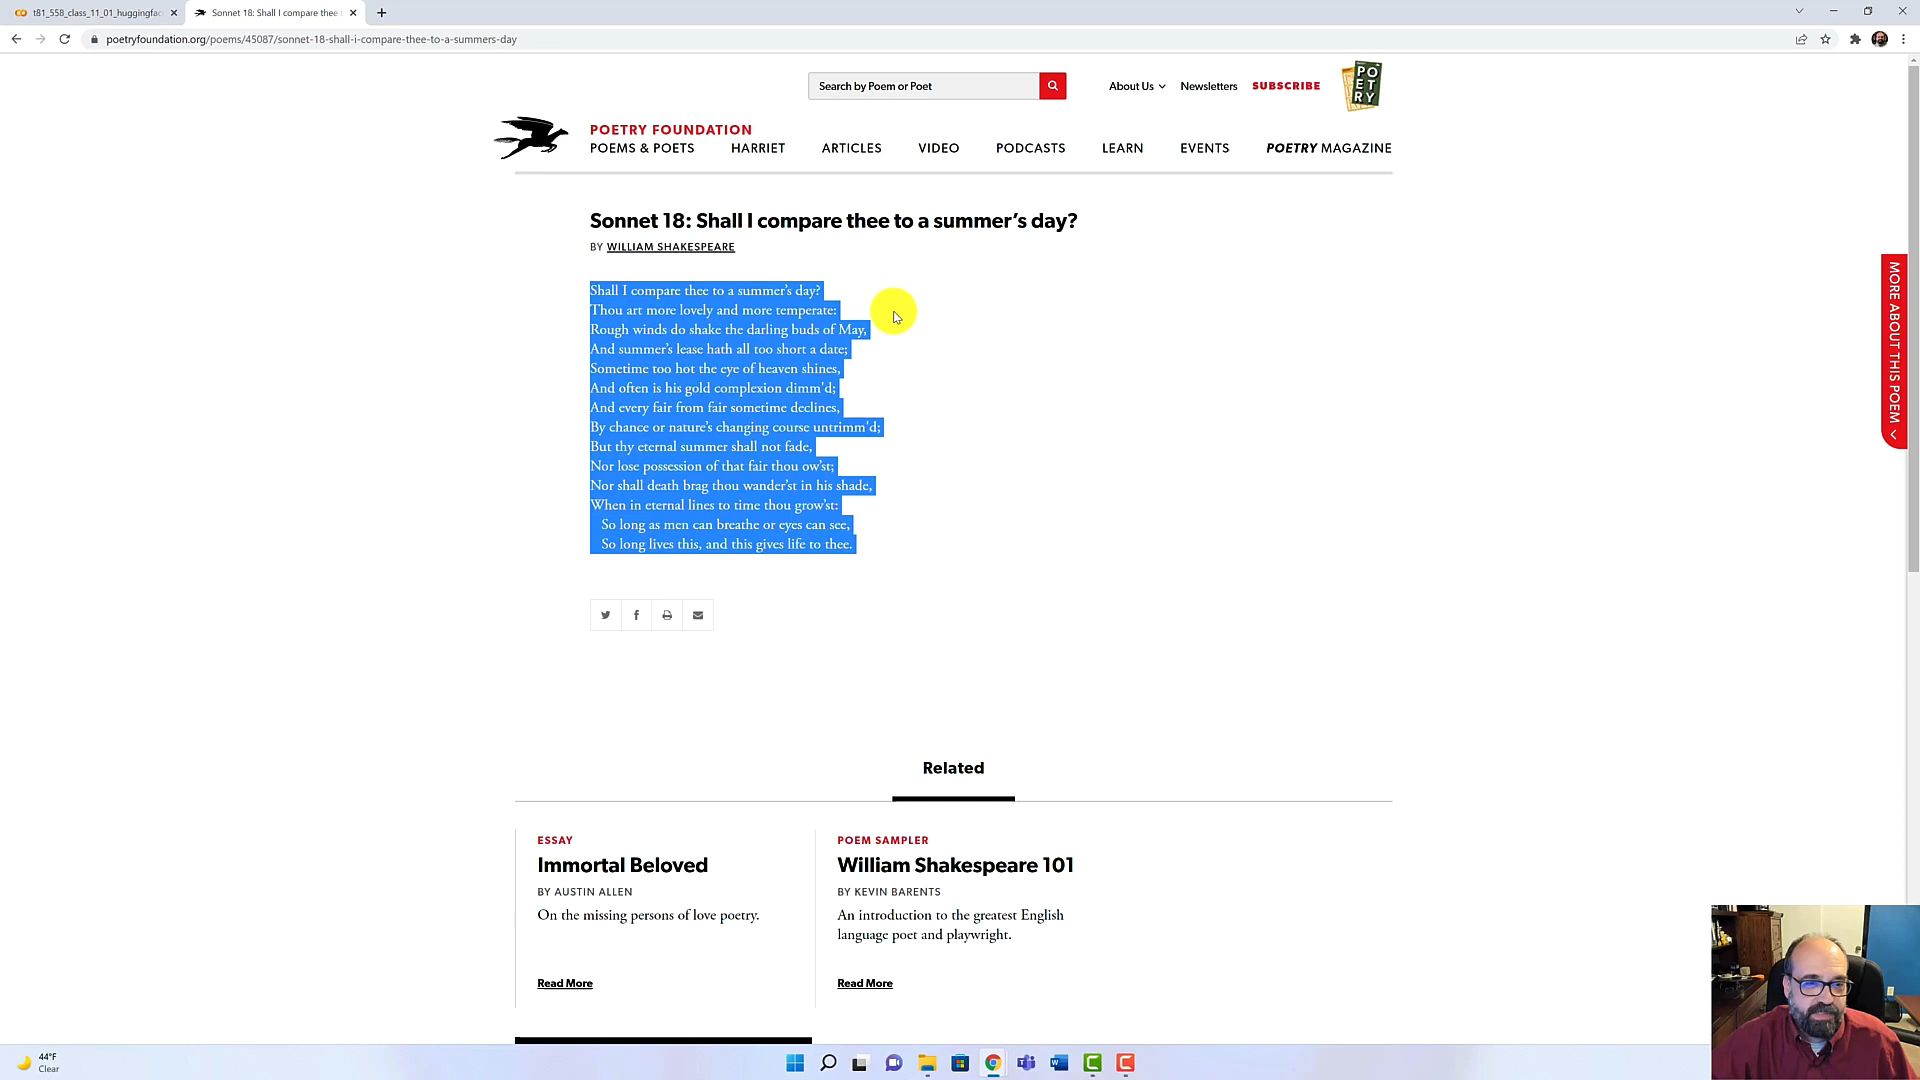 t81_558_class_11_01_huggingfac
Sonnet 18: Shall I compare thee t
poetryfoundation.org/poems/45087/sonnet-18-shall-i-compare-thee-to-a-summers-day
Search by Poem or Poet
About Us
Newsletters
SUBSCRIBE
PO
ET
RY
POETRY FOUNDATION
POEMS & POETS
HARRIET
ARTICLES
VIDEO
PODCASTS
LEARN
EVENTS
POETRY MAGAZINE
Sonnet 18: Shall I compare thee to a summer’s day?
BY WILLIAM SHAKESPEARE
Shall I compare thee to a summer’s day?
Thou art more lovely and more temperate:
Rough winds do shake the darling buds of May,
And summer’s lease hath all too short a date;
Sometime too hot the eye of heaven shines,
And often is his gold complexion dimm'd;
And every fair from fair sometime declines,
By chance or nature’s changing course untrimm'd;
But thy eternal summer shall not fade,
Nor lose possession of that fair thou ow’st;
Nor shall death brag thou wander’st in his shade,
When in eternal lines to time thou grow’st:
So long as men can breathe or eyes can see,
So long lives this, and this gives life to thee.
MORE ABOUT THIS POEM
Related
ESSAY
Immortal Beloved
BY AUSTIN ALLEN
On the missing persons of love poetry.
Read More
POEM SAMPLER
William Shakespeare 101
BY KEVIN BARENTS
An introduction to the greatest English
language poet and playwright.
Read More
44°F
Clear